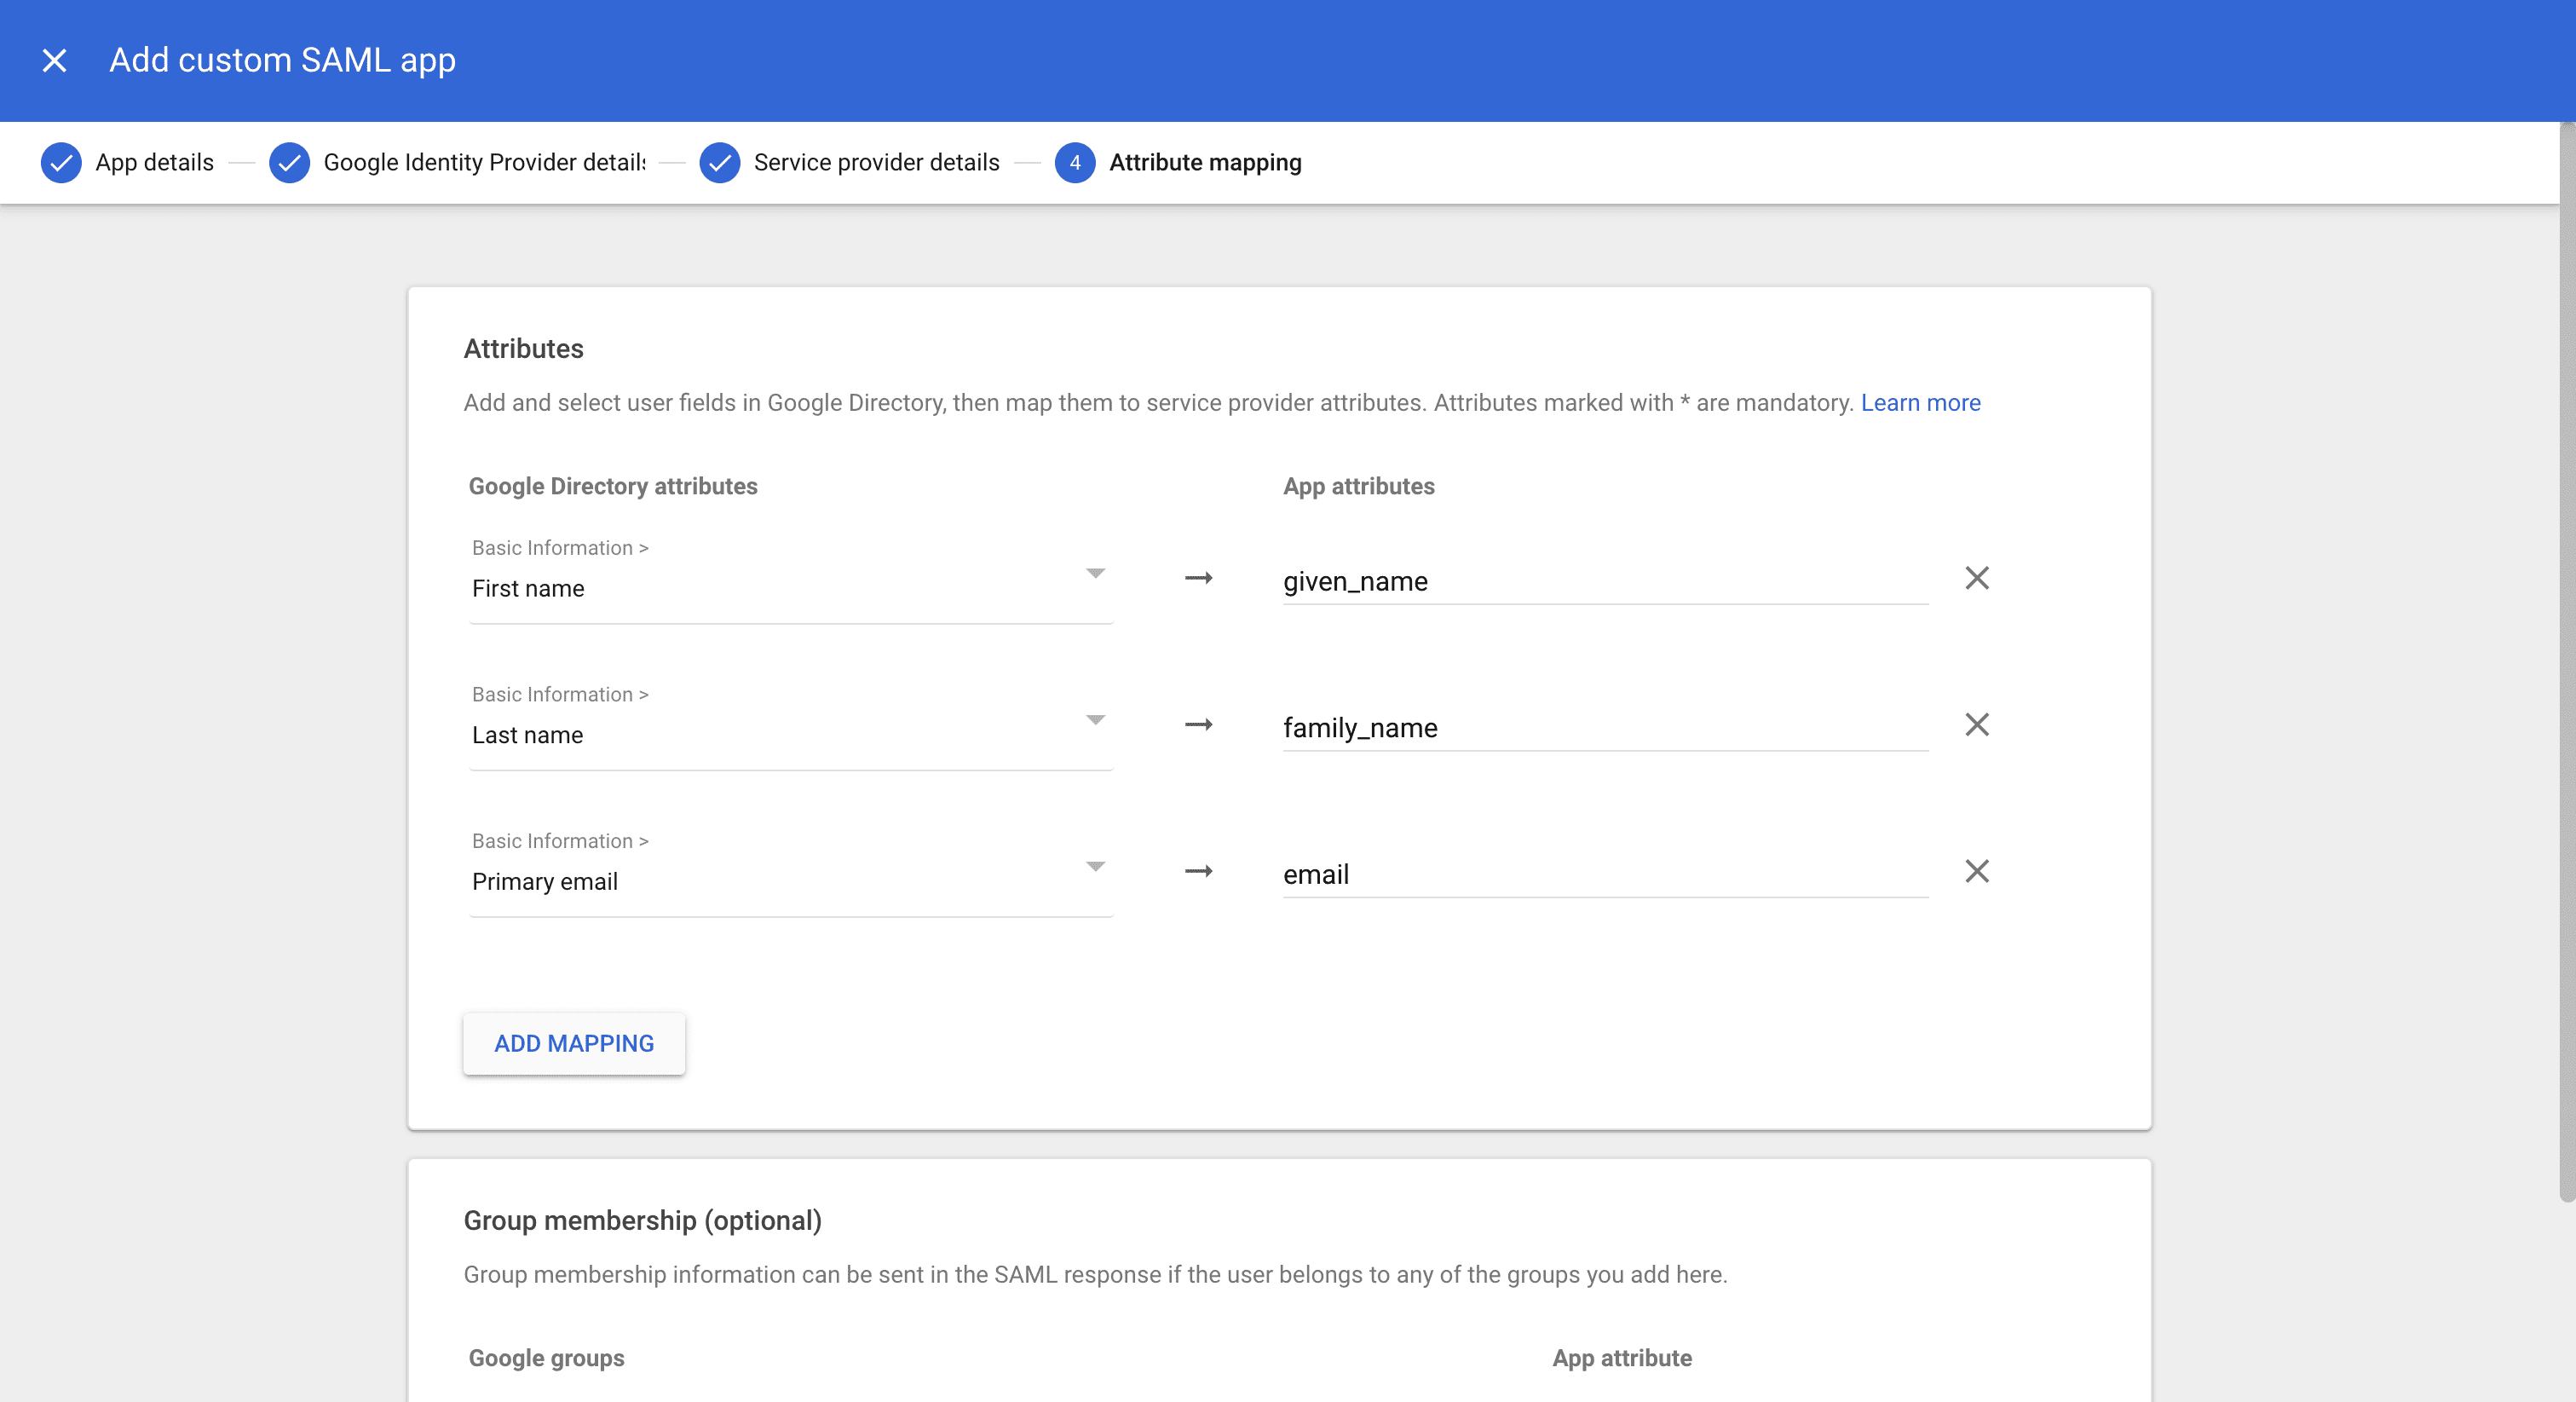 Add custom SAML app
App details
Google Identity Provider details
Service provider details
4
Attribute mapping
Attributes
Add and select user fields in Google Directory, then map them to service provider attributes. Attributes marked with * are mandatory. Learn more
Google Directory attributes
App attributes
Basic Information >
First name
given_name
Basic Information >
Last name
family_name
Basic Information >
Primary email
email
ADD MAPPING
Group membership (optional)
Group membership information can be sent in the SAML response if the user belongs to any of the groups you add here.
Google groups
App attribute